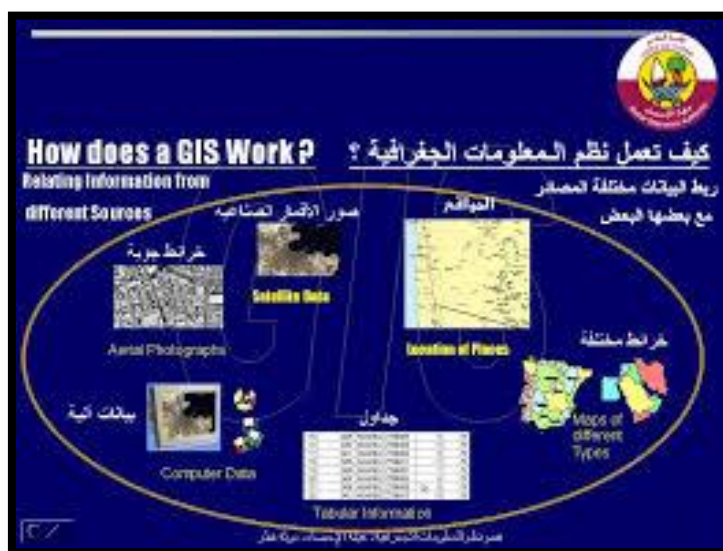 How does a GIS Work ?
كيف تعمل نظم المعلومات الجغرافية ؟
Relating Information from
different Sources
ربط البيانات مختلفة المصادر
مع بعضها البعض
صور الأقمار الصناعيه
Satellite Data
المواقع
Location of Places
خرائط جوية
Aerial Photographs
خرائط مختلفة
Maps of
different
Types
بيانات آلية
Computer Data
جداول
Tabular Information